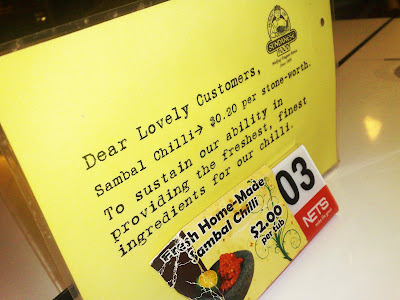 Dear Lovely Customers,
Sambal Chilli→ $0.20 per stone-worth.
To sustain our ability in
providing the freshest, finest
ingredients for our chilli.
Fresh Home-Made
Sambal Chilli
$2.00
per tub
03
NETS